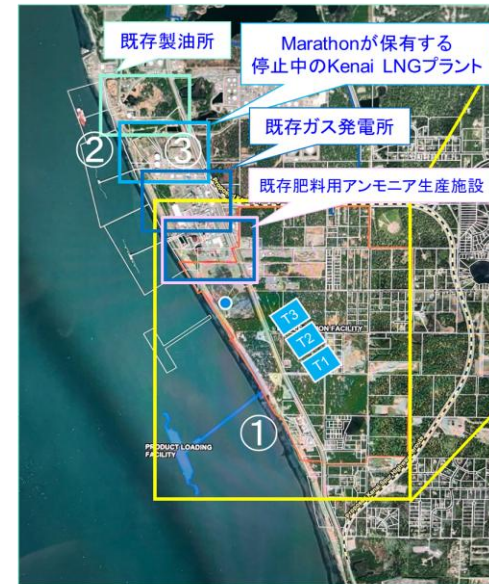 既存製油所
Marathonが保有する
停止中のKenai LNGプラント
②
③
既存ガス発電所
既存肥料用アンモニア生産施設
T3
T2
T1
FACILITY
①
PRODUCT LOADING
FACILITY